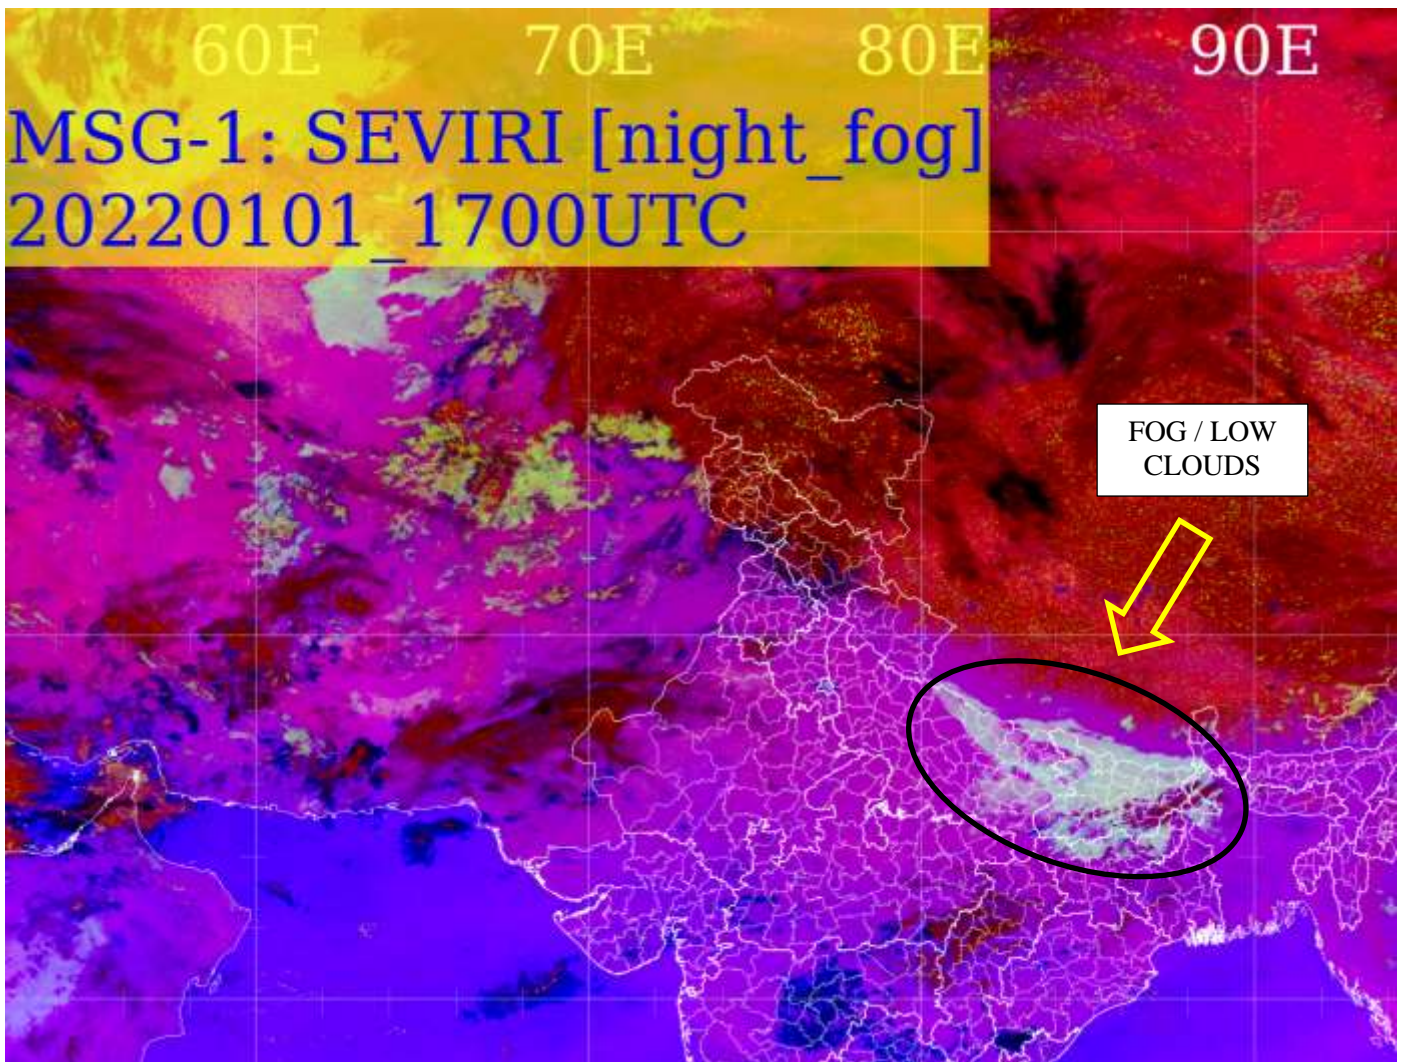 60E 70E 80E 90E
MSG-1: SEVIRI [night_fog]
20220101_1700UTC
FOG / LOW
CLOUDS